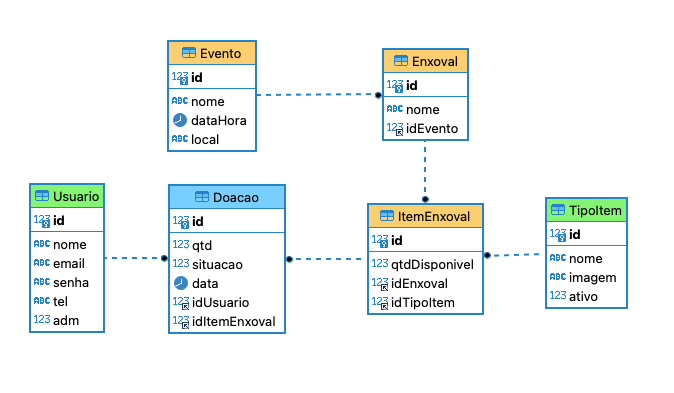 Evento
123 id
ABC nome
dataHora
ABC local
Enxoval
123 id
ABC nome
123 idEvento
Usuario
123 id
ABC nome
ABC email
ABC senha
ABC tel
123 adm
Doacao
123 id
123 qtd
123 situacao
data
123 idUsuario
123 idItemEnxoval
ItemEnxoval
123 id
123 qtdDisponivel
123 idEnxoval
123 idTipoItem
TipoItem
123 id
ABC nome
ABC imagem
123 ativo